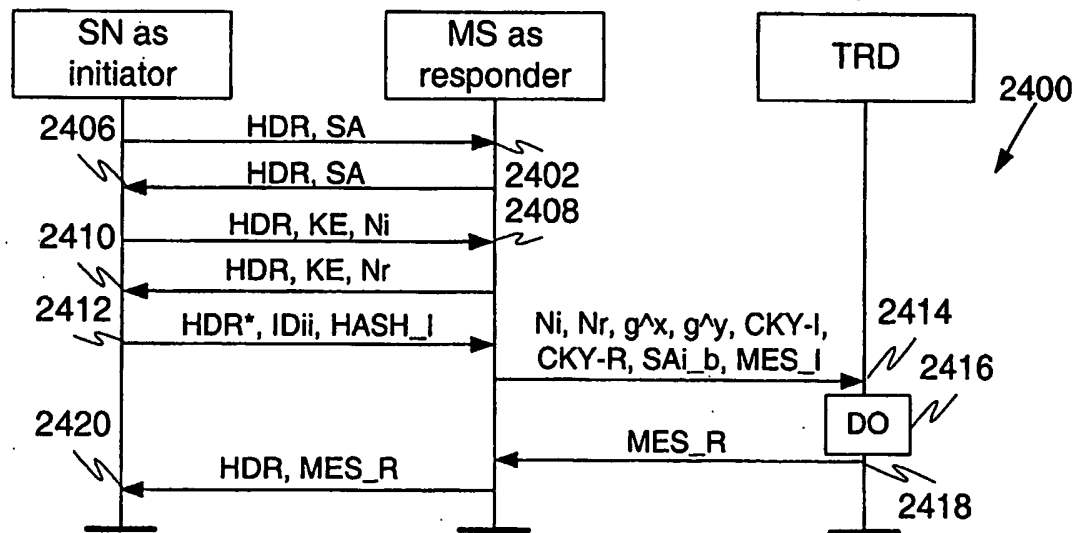 SN as
initiator
MS as
responder
TRD
2400
2406
HDR, SA
HDR, SA
2402
2408
HDR, KE, Ni
2410
HDR, KE, Nr
2412
HDR*, IDii, HASH_I
Ni, Nr, g^x, g^y, CKY-I,
CKY-R, SAi_b, MES_I
2414
2416
DO
2420
MES_R
HDR, MES_R
2418